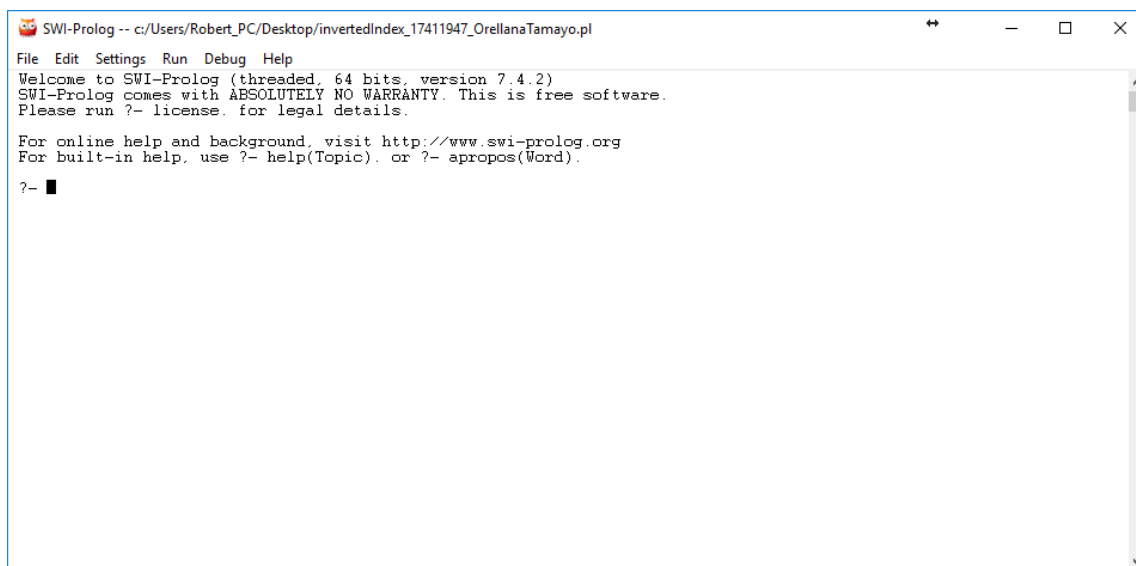 SWI-Prolog -- c:/Users/Robert_PC/Desktop/invertedIndex_17411947_OrellanaTamayo.pl
File Edit Settings Run Debug Help
Welcome to SWI-Prolog (threaded, 64 bits, version 7.4.2)
SWI-Prolog comes with ABSOLUTELY NO WARRANTY. This is free software.
Please run ?- license. for legal details.
For online help and background, visit http://www.swi-prolog.org
For built-in help, use ?- help(Topic). or ?- apropos(Word).
?-